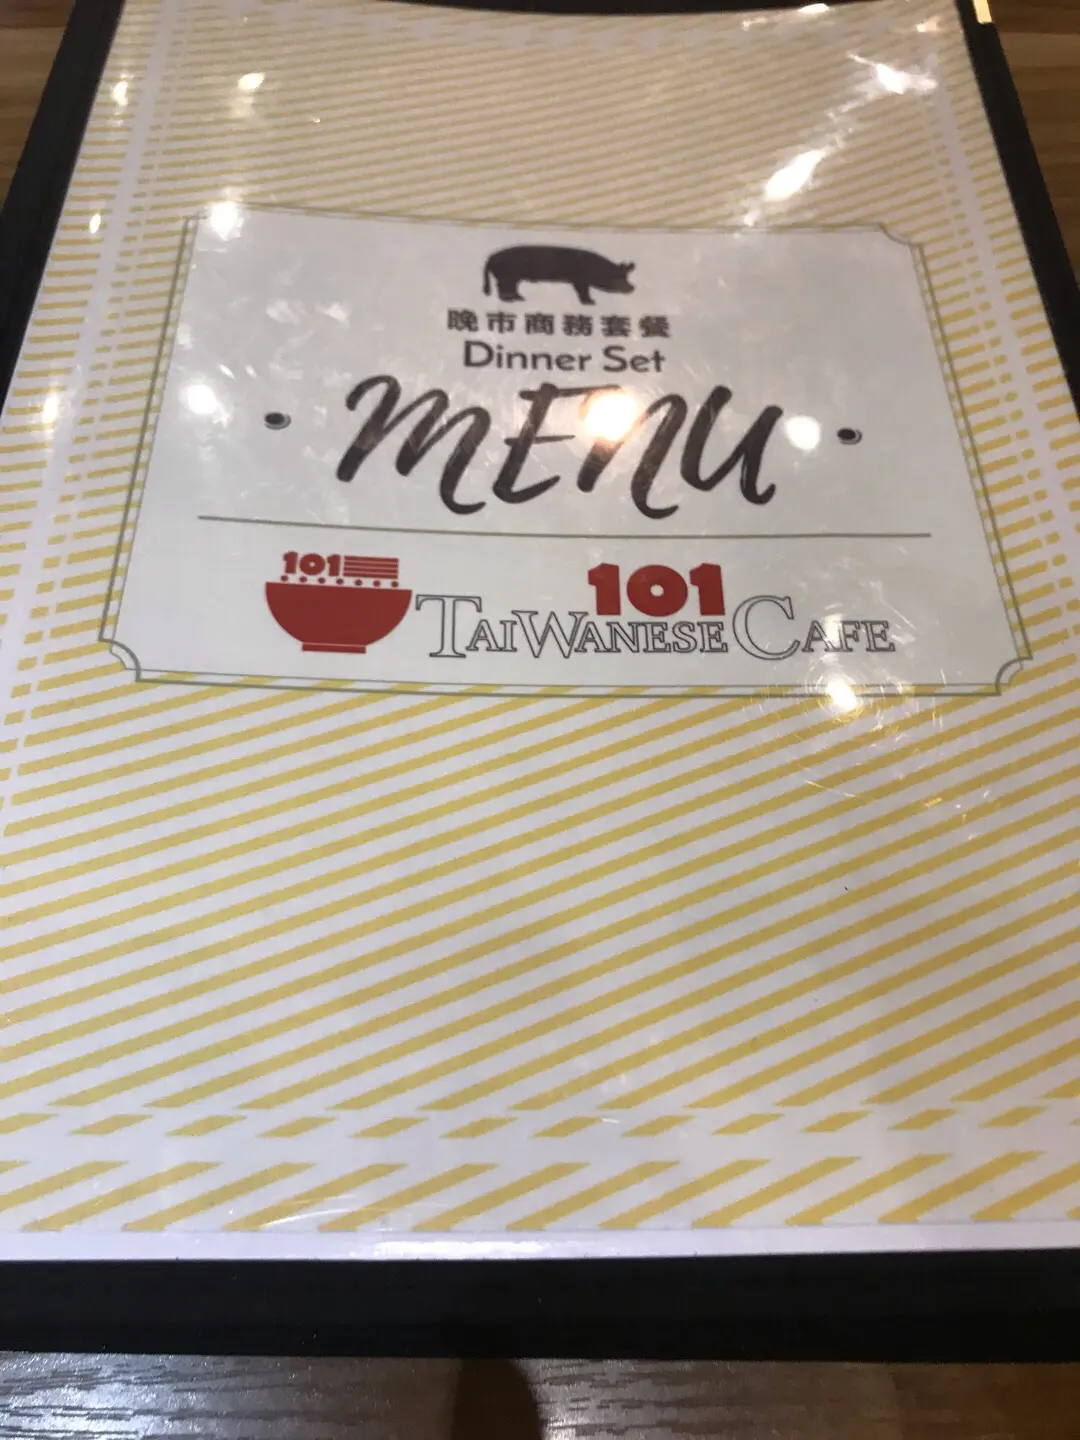 晚市商務套餐
Dinner Set
MENU
101
101
TAIWANESE CAFE